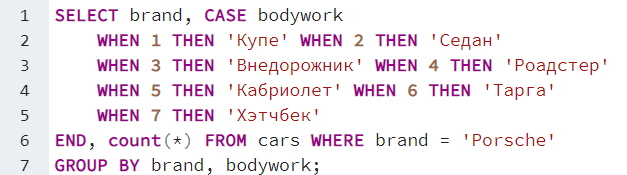 1 SELECT brand, CASE bodywork
2     WHEN 1 THEN 'Купе' WHEN 2 THEN 'Седан'
3     WHEN 3 THEN 'Внедорожник' WHEN 4 THEN 'Роадстер'
4     WHEN 5 THEN 'Кабриолет' WHEN 6 THEN 'Тарга'
5     WHEN 7 THEN 'Хэтчбек'
6 END, count(*) FROM cars WHERE brand = 'Porsche'
7 GROUP BY brand, bodywork;